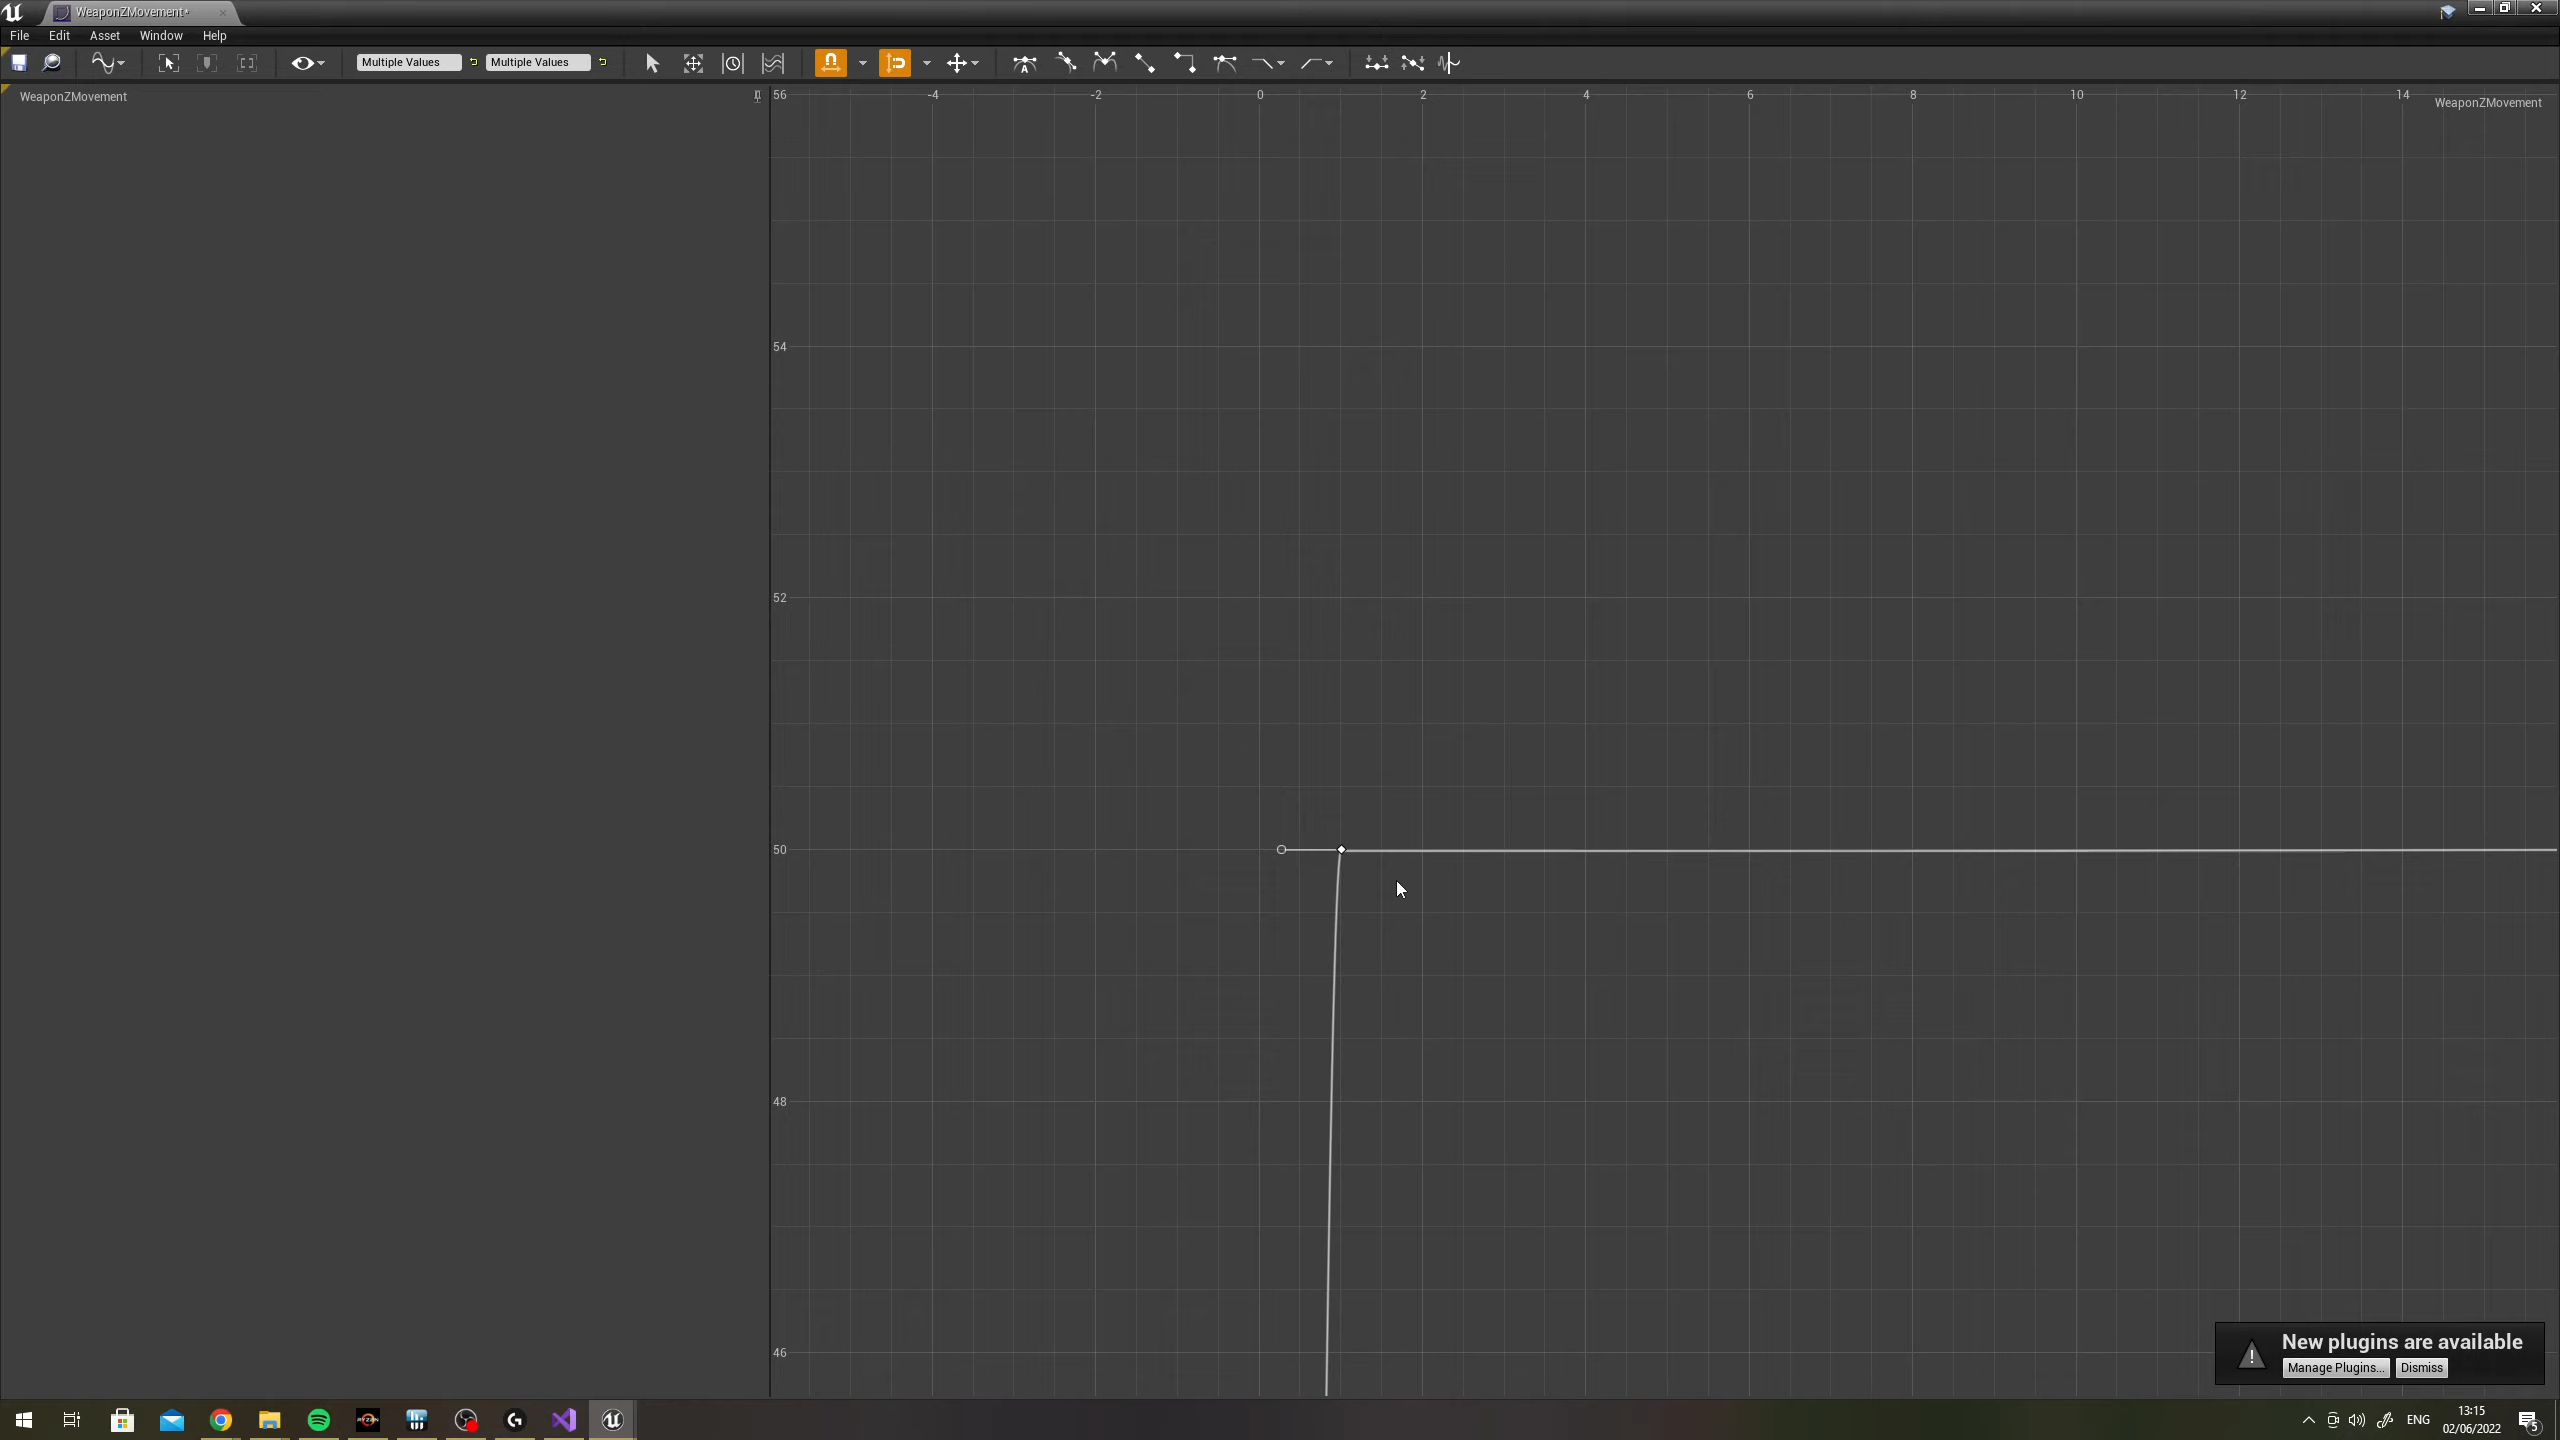 WeaponZMovement*
File Edit Asset Window Help
Multiple Values Multiple Values
WeaponZMovement
56 -4 -2 0 2 4 6 8 10 12 14
WeaponZMovement
54
52
50
48
46
New plugins are available
Manage Plugins... Dismiss
RYZEN
ENG
13:15
02/06/2022
5